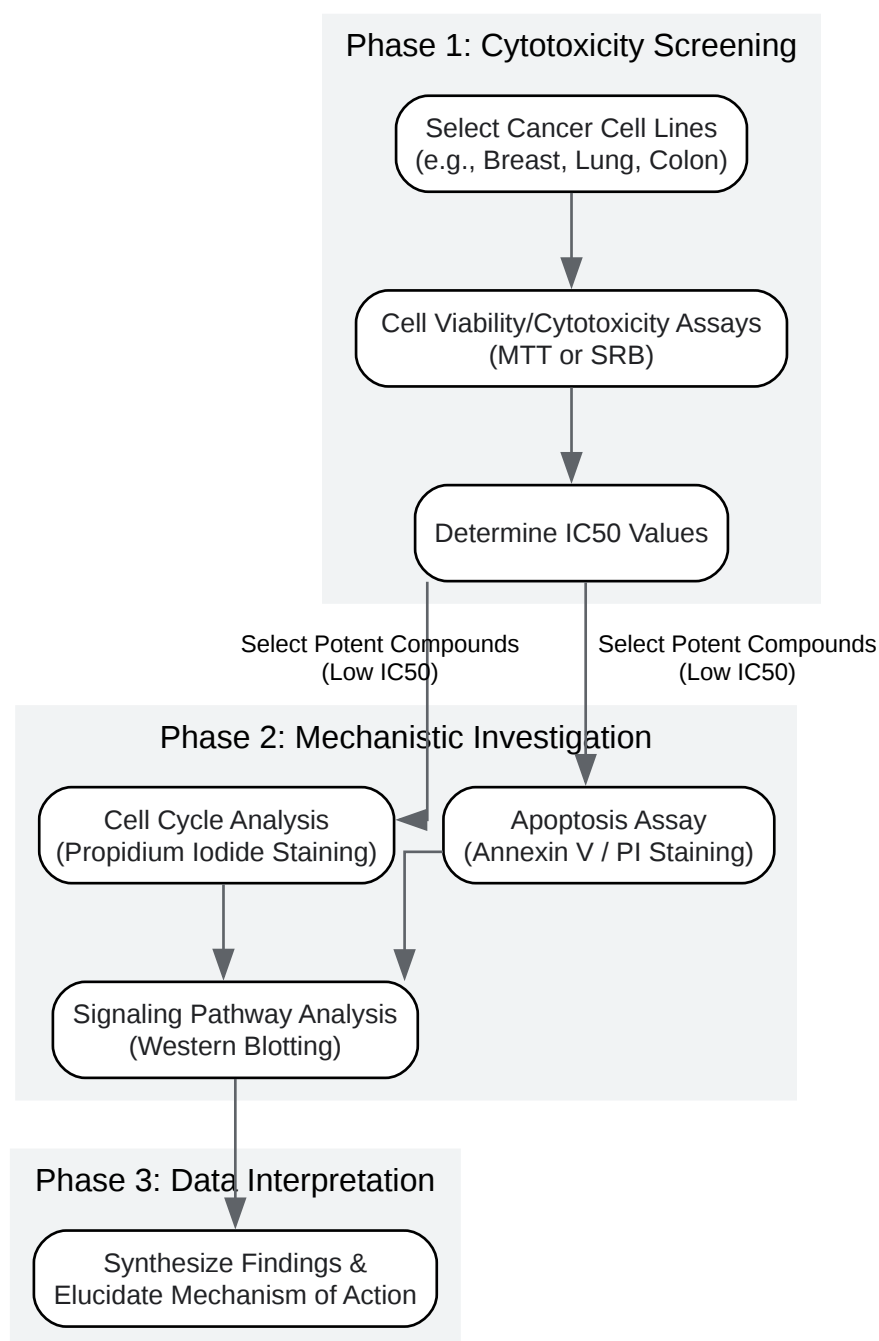 Phase 1: Cytotoxicity Screening
Select Cancer Cell Lines
(e.g., Breast, Lung, Colon)
Cell Viability/Cytotoxicity Assays
(MTT or SRB)
Determine IC50 Values
Select Potent Compounds
(Low IC50)
Select Potent Compounds
(Low IC50)
Phase 2: Mechanistic Investigation
Cell Cycle Analysis
(Propidium Iodide Staining)
Apoptosis Assay
(Annexin V / PI Staining)
Signaling Pathway Analysis
(Western Blotting)
Phase 3: Data Interpretation
Synthesize Findings &
Elucidate Mechanism of Action